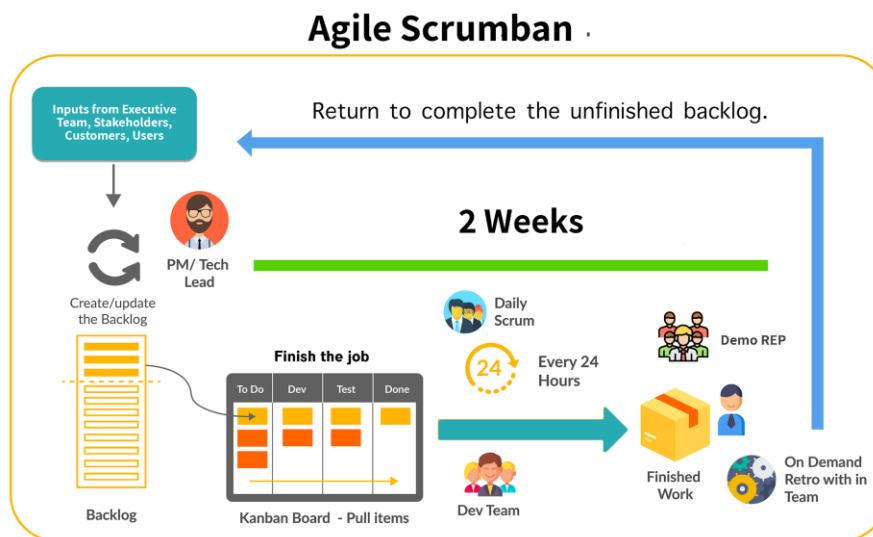 Agile Scrumban
Inputs from Executive
Team, Stakeholders,
Customers, Users
Return to complete the unfinished backlog.
2 Weeks
PM/ Tech
Lead
Create/update
the Backlog
Daily
Scrum
Demo REP
Finish the job
24
Every 24
Hours
To Do
Dev
Test
Done
Finished
Work
On Demand
Retro with in
Team
Backlog
Kanban Board - Pull items
Dev Team